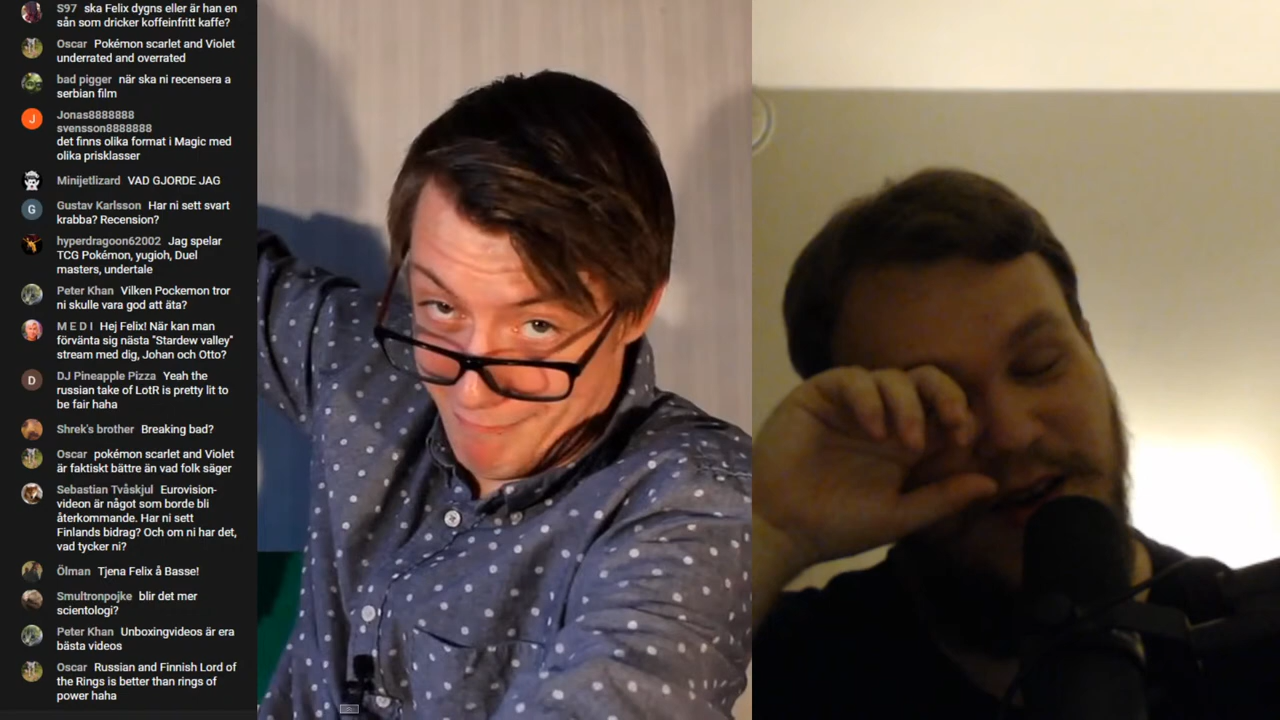 S97 ska Felix dygns eller är han en
sån som dricker koffeinfritt kaffe?
Oscar Pokémon scarlet and Violet
underrated and overrated
bad pigger när ska ni recensera a
serbian film
J
Jonas8888888
svensson8888888
det finns olika format i Magic med
olika prisklasser
Minijetlizard VAD GJORDE JAG
G
Gustav Karlsson Har ni sett svart
krabba? Recension?
hyperdragoon62002 Jag spelar
TCG Pokémon, yugioh, Duel
masters, undertale
Peter Khan Vilken Pockemon tror
ni skulle vara god att äta?
M E D I Hej Felix! När kan man
förvänta sig nästa "Stardew valley"
stream med dig, Johan och Otto?
D
DJ Pineapple Pizza Yeah the
russian take of LotR is pretty lit to
be fair haha
Shrek's brother Breaking bad?
Oscar pokémon scarlet and Violet
är faktiskt bättre än vad folk säger
Sebastian Tvåskjul Eurovision-
videon är något som borde bli
återkommande. Har ni sett
Finlands bidrag? Och om ni har det,
vad tycker ni?
Ölman Tjena Felix å Basse!
Smultronpojke blir det mer
scientologi?
Peter Khan Unboxingvideos är era
bästa videos
Oscar Russian and Finnish Lord of
the Rings is better than rings of
power haha